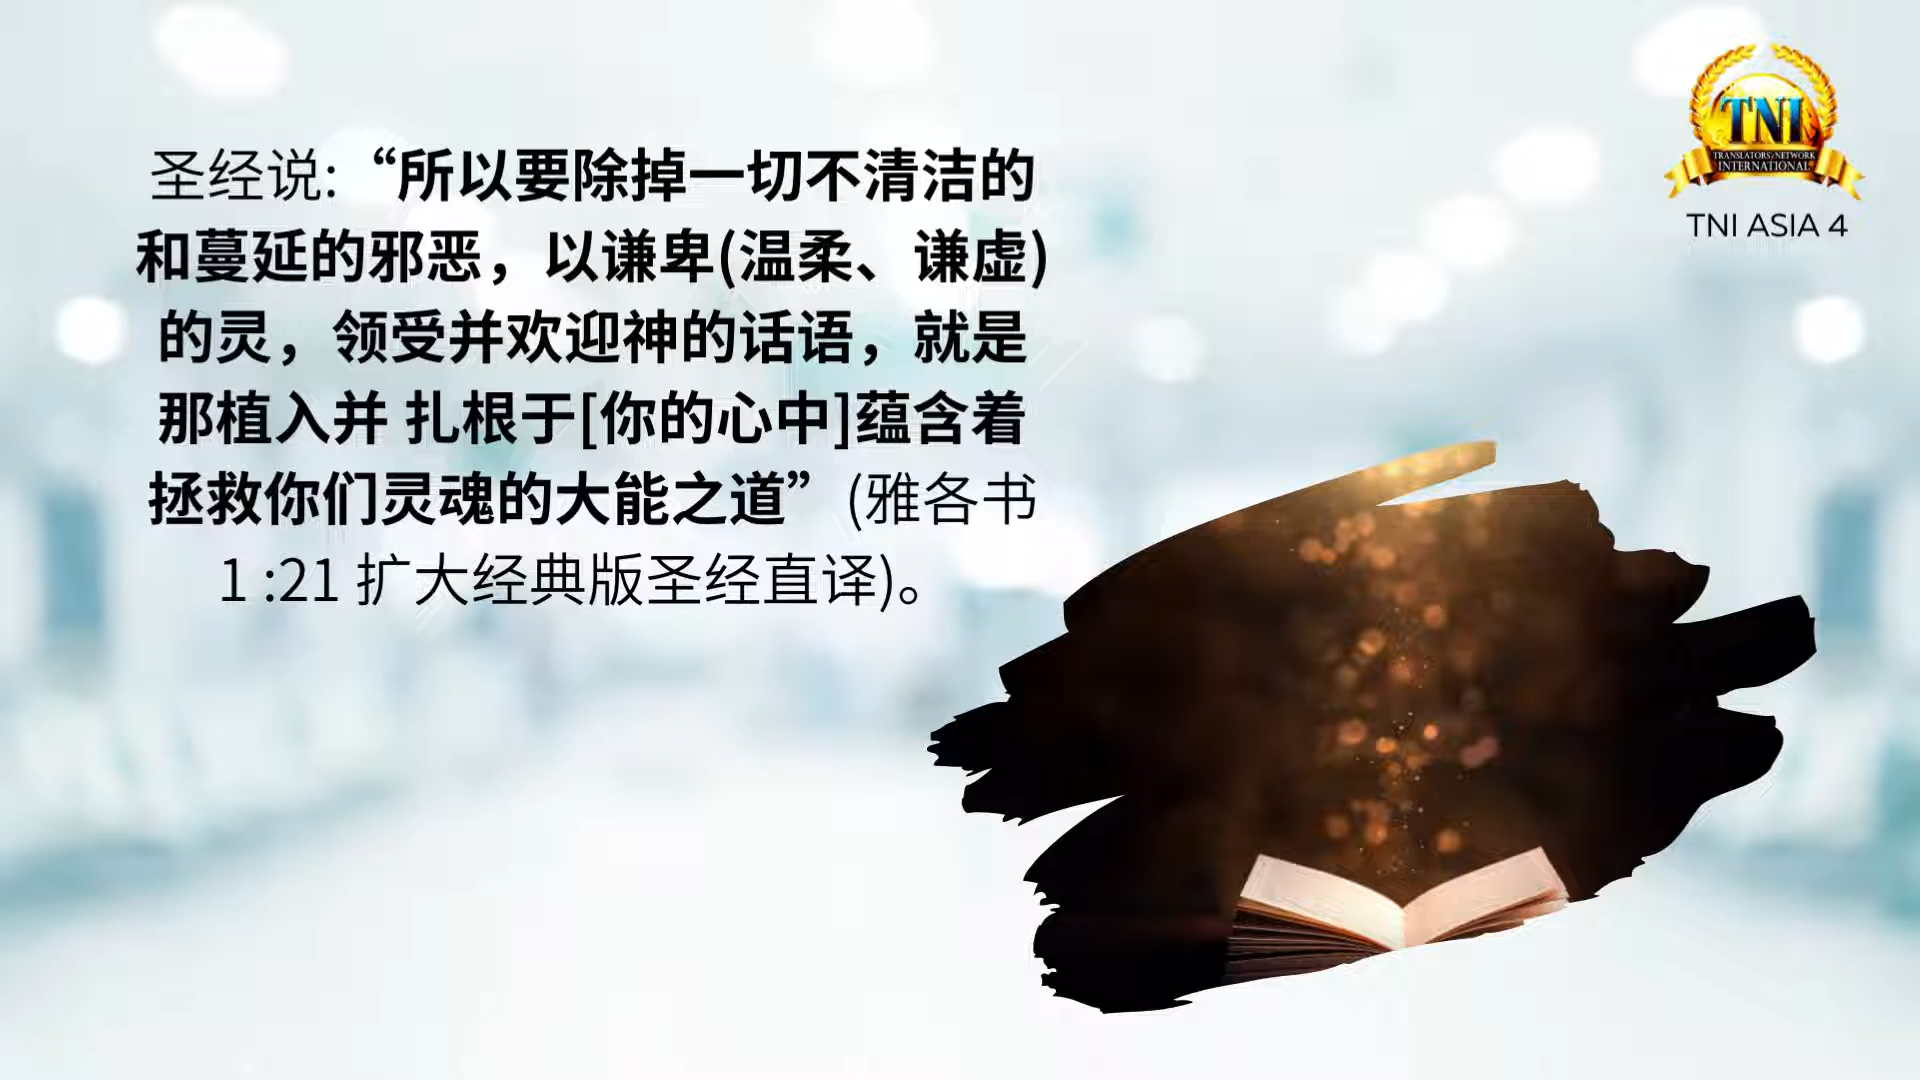 圣经说:“所以要除掉一切不清洁的
和蔓延的邪恶，以谦卑(温柔、谦虚)
的灵，领受并欢迎神的话语，就是
那植入并 扎根于[你的心中]蕴含着
拯救你们灵魂的大能之道”(雅各书
1 :21 扩大经典版圣经直译)。
TNI
TRANSLATORS NETWORK
INTERNATIONAL
TNI ASIA 4